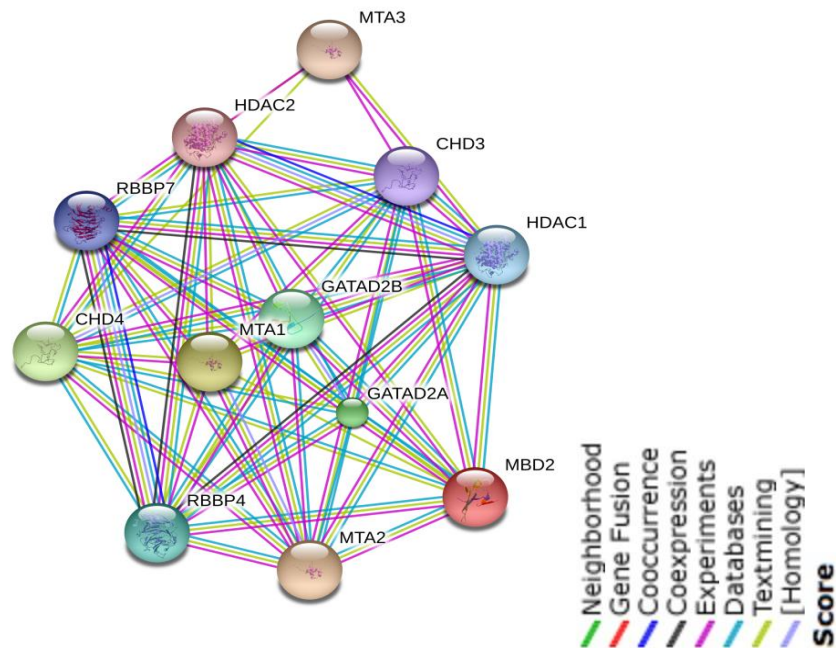 MTA3
HDAC2
CHD3
RBBP7
HDAC1
GATAD2B
CHD4
MTA1
GATAD2A
MBD2
RBBP4
MTA2
Neighborhood
Gene Fusion
Cooccurrence
Coexpression
Experiments
Databases
Textmining
[Homology]
Score